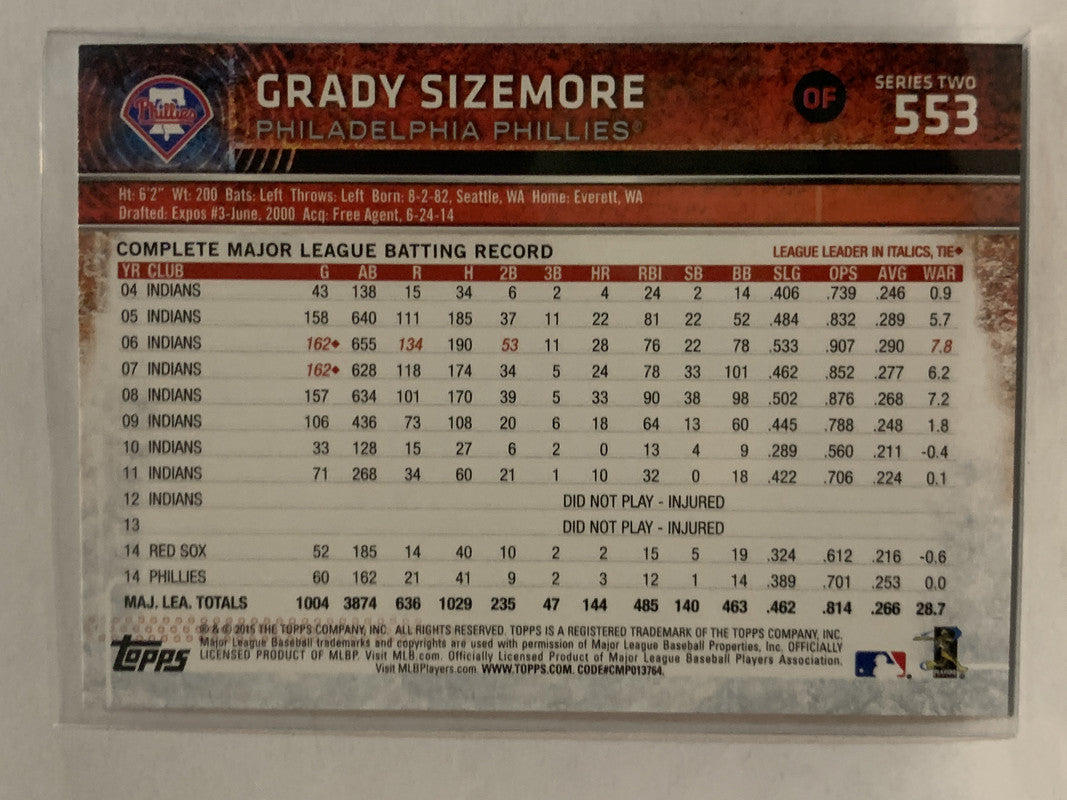 Phillies
GRADY SIZEMORE
OF
SERIES TWO
553
PHILADELPHIA PHILLIES®
Ht: 6'2" Wt: 200 Bats: Left Throws: Left Born: 8-2-82, Seattle, WA Home: Everett, WA
Drafted: Expos #3-June, 2000 Acq: Free Agent, 6-24-14
COMPLETE MAJOR LEAGUE BATTING RECORD LEAGUE LEADER IN ITALICS, TIE◆
YR CLUB G AB R H 2B 3B HR RBI SB BB SLG OPS AVG WAR
04 INDIANS 43 138 15 34 6 2 4 24 2 14 .406 .739 .246 0.9
05 INDIANS 158 640 111 185 37 11 22 81 22 52 .484 .832 .289 5.7
06 INDIANS 162◆ 655 134 190 53 11 28 76 22 78 .533 .907 .290 7.8
07 INDIANS 162◆ 628 118 174 34 5 24 78 33 101 .462 .852 .277 6.2
08 INDIANS 157 634 101 170 39 5 33 90 38 98 .502 .876 .268 7.2
09 INDIANS 106 436 73 108 20 6 18 64 13 60 .445 .788 .248 1.8
10 INDIANS 33 128 15 27 6 2 0 13 4 9 .289 .560 .211 -0.4
11 INDIANS 71 268 34 60 21 1 10 32 0 18 .422 .706 .224 0.1
12 INDIANS DID NOT PLAY - INJURED
13 DID NOT PLAY - INJURED
14 RED SOX 52 185 14 40 10 2 2 15 5 19 .324 .612 .216 -0.6
14 PHILLIES 60 162 21 41 9 2 3 12 1 14 .389 .701 .253 0.0
MAJ. LEA. TOTALS 1004 3874 636 1029 235 47 144 485 140 463 .462 .814 .266 28.7
topps
® & © 2015 THE TOPPS COMPANY, INC. ALL RIGHTS RESERVED. TOPPS IS A REGISTERED TRADEMARK OF THE TOPPS COMPANY, INC.
Major League Baseball trademarks and copyrights are used with permission of Major League Baseball Properties, Inc. OFFICIALLY
LICENSED PRODUCT OF MLBP. Visit MLB.com. Officially Licensed Product of Major League Baseball Players Association.
Visit MLBPlayers.com. WWW.TOPPS.COM. CODE#CMP013764.